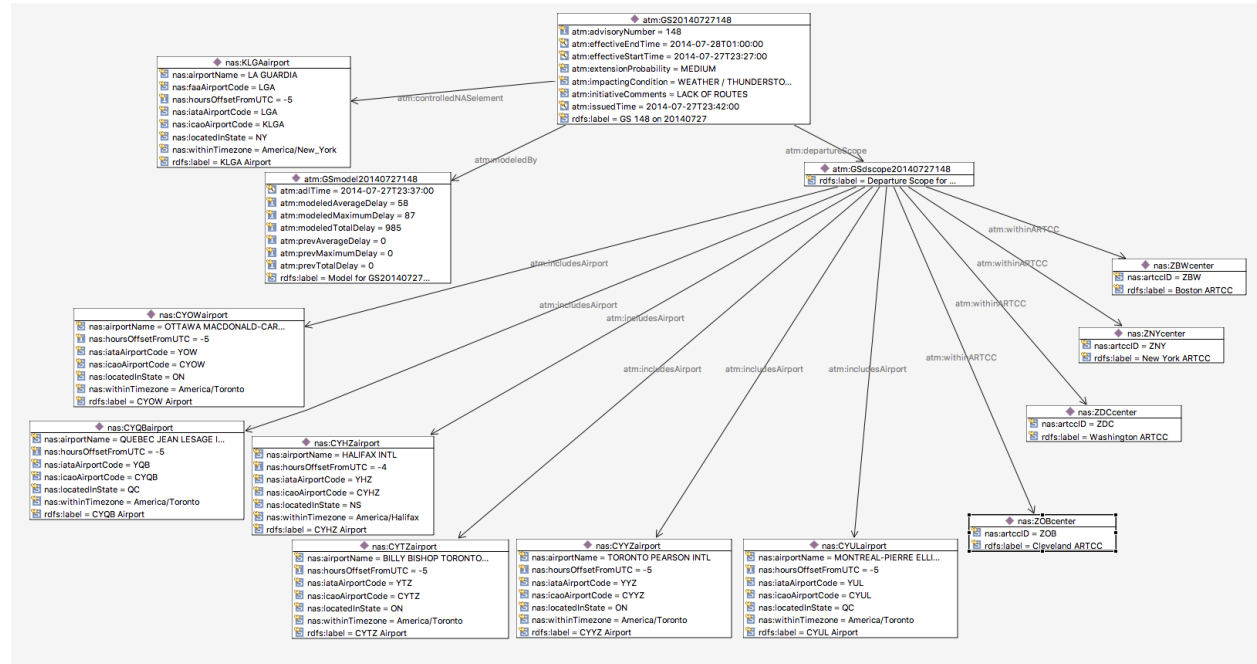 atm:GS20140727148
atm:advisoryNumber = 148
atm:effectiveEndTime = 2014-07-28T01:00:00
atm:effectiveStartTime = 2014-07-27T23:27:00
atm:extensionProbability = MEDIUM
atm:impactingCondition = WEATHER / THUNDERSTO...
atm:initiativeComments = LACK OF ROUTES
atm:issuedTime = 2014-07-27T23:42:00
rdfs:label = GS 148 on 20140727
nas:KLGAairport
nas:airportName = LA GUARDIA
nas:faaAirportCode = LGA
nas:hoursOffsetFromUTC = -5
nas:iataAirportCode = LGA
nas:icaoAirportCode = KLGA
nas:locatedInState = NY
nas:withinTimezone = America/New_York
rdfs:label = KLGA Airport
atm:controlledNASelement
atm:modeledBy
atm:departureScope
atm:GSmodel20140727148
atm:adlTime = 2014-07-27T23:37:00
atm:modeledAverageDelay = 58
atm:modeledMaximumDelay = 87
atm:modeledTotalDelay = 985
atm:prevAverageDelay = 0
atm:prevMaximumDelay = 0
atm:prevTotalDelay = 0
rdfs:label = Model for GS20140727...
atm:GSdscope20140727148
rdfs:label = Departure Scope for ...
atm:withinARTCC
atm:withinARTCC
atm:withinARTCC
atm:withinARTCC
atm:includesAirport
atm:includesAirport
atm:includesAirport
atm:includesAirport
atm:includesAirport
atm:includesAirport
nas:ZBWcenter
nas:artccID = ZBW
rdfs:label = Boston ARTCC
nas:ZNYcenter
nas:artccID = ZNY
rdfs:label = New York ARTCC
nas:ZDCcenter
nas:artccID = ZDC
rdfs:label = Washington ARTCC
nas:ZOBcenter
nas:artccID = ZOB
rdfs:label = Cleveland ARTCC
nas:CYOWairport
nas:airportName = OTTAWA MACDONALD-CAR...
nas:hoursOffsetFromUTC = -5
nas:iataAirportCode = YOW
nas:icaoAirportCode = CYOW
nas:locatedInState = ON
nas:withinTimezone = America/Toronto
rdfs:label = CYOW Airport
nas:CYQBairport
nas:airportName = QUEBEC JEAN LESAGE I...
nas:hoursOffsetFromUTC = -5
nas:iataAirportCode = YQB
nas:icaoAirportCode = CYQB
nas:locatedInState = QC
nas:withinTimezone = America/Toronto
rdfs:label = CYQB Airport
nas:CYHZairport
nas:airportName = HALIFAX INTL
nas:hoursOffsetFromUTC = -4
nas:iataAirportCode = YHZ
nas:icaoAirportCode = CYHZ
nas:locatedInState = NS
nas:withinTimezone = America/Halifax
rdfs:label = CYHZ Airport
nas:CYTZairport
nas:airportName = BILLY BISHOP TORONTO...
nas:hoursOffsetFromUTC = -5
nas:iataAirportCode = YTZ
nas:icaoAirportCode = CYTZ
nas:locatedInState = ON
nas:withinTimezone = America/Toronto
rdfs:label = CYTZ Airport
nas:CYYZairport
nas:airportName = TORONTO PEARSON INTL
nas:hoursOffsetFromUTC = -5
nas:iataAirportCode = YYZ
nas:icaoAirportCode = CYYZ
nas:locatedInState = ON
nas:withinTimezone = America/Toronto
rdfs:label = CYYZ Airport
nas:CYULairport
nas:airportName = MONTREAL-PIERRE ELLI...
nas:hoursOffsetFromUTC = -5
nas:iataAirportCode = YUL
nas:icaoAirportCode = CYUL
nas:locatedInState = QC
nas:withinTimezone = America/Toronto
rdfs:label = CYUL Airport